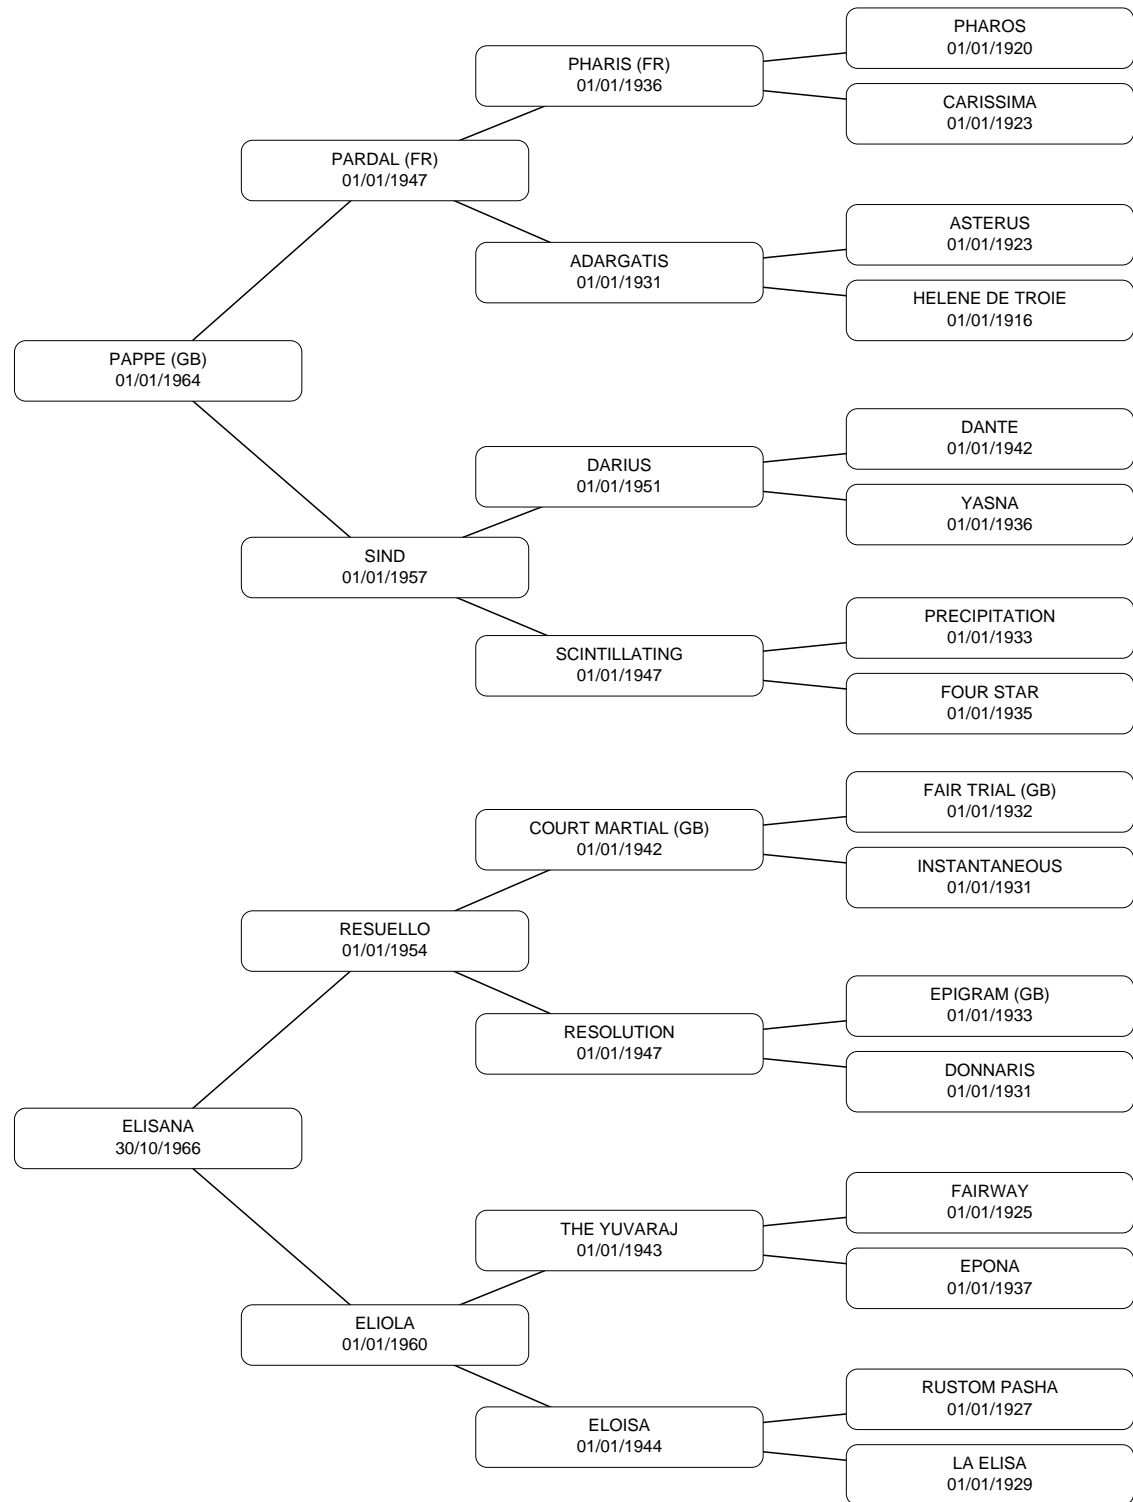 PHAROS
01/01/1920
PHARIS (FR)
01/01/1936
CARISSIMA
01/01/1923
PARDAL (FR)
01/01/1947
ASTERUS
01/01/1923
ADARGATIS
01/01/1931
HELENE DE TROIE
01/01/1916
PAPPE (GB)
01/01/1964
DANTE
01/01/1942
DARIUS
01/01/1951
YASNA
01/01/1936
SIND
01/01/1957
PRECIPITATION
01/01/1933
SCINTILLATING
01/01/1947
FOUR STAR
01/01/1935
FAIR TRIAL (GB)
01/01/1932
COURT MARTIAL (GB)
01/01/1942
INSTANTANEOUS
01/01/1931
RESUELLO
01/01/1954
EPIGRAM (GB)
01/01/1933
RESOLUTION
01/01/1947
DONNARIS
01/01/1931
ELISANA
30/10/1966
FAIRWAY
01/01/1925
THE YUVARAJ
01/01/1943
EPONA
01/01/1937
ELIOLA
01/01/1960
RUSTOM PASHA
01/01/1927
ELOISA
01/01/1944
LA ELISA
01/01/1929